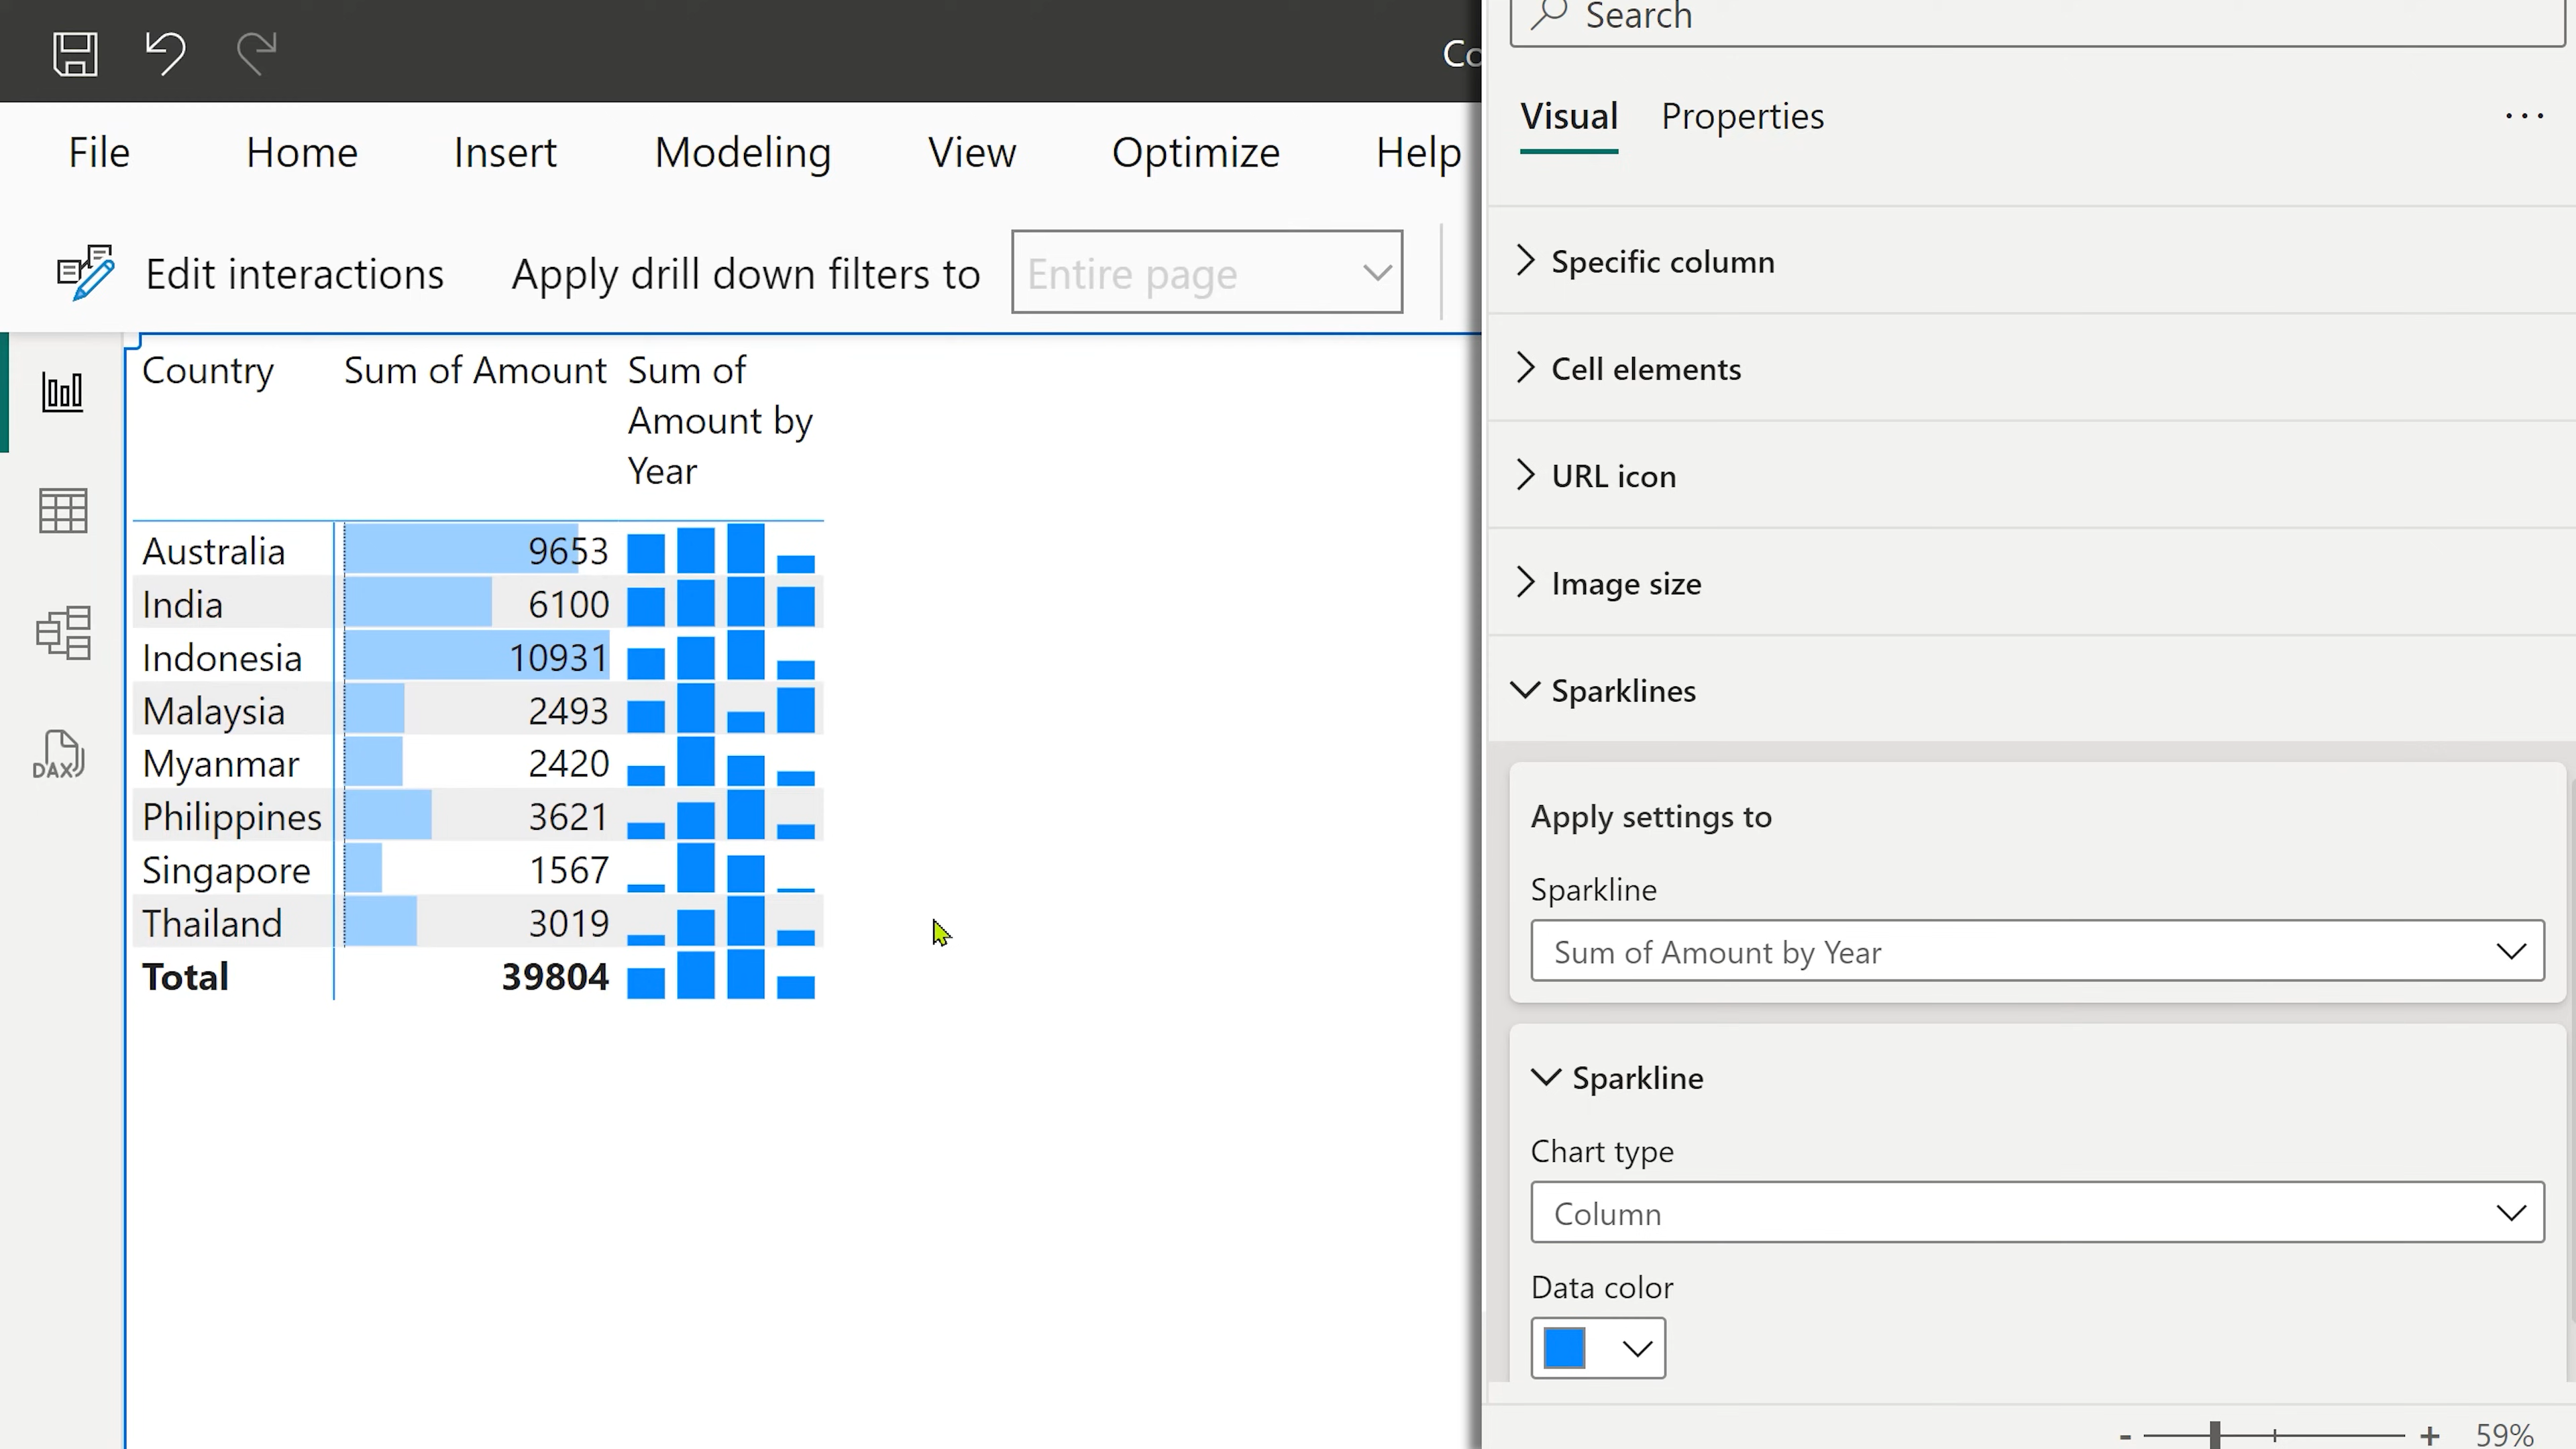 Co
File Home Insert Modeling View Optimize Help
Edit interactions Apply drill down filters to Entire page
Country Sum of Amount Sum of
Amount by
Year
Australia 9653
India 6100
Indonesia 10931
Malaysia 2493
Myanmar 2420
Philippines 3621
Singapore 1567
Thailand 3019
Total 39804
DAX
Search
Visual Properties
Specific column
Cell elements
URL icon
Image size
Sparklines
Apply settings to
Sparkline
Sum of Amount by Year
Sparkline
Chart type
Column
Data color
- + 59%